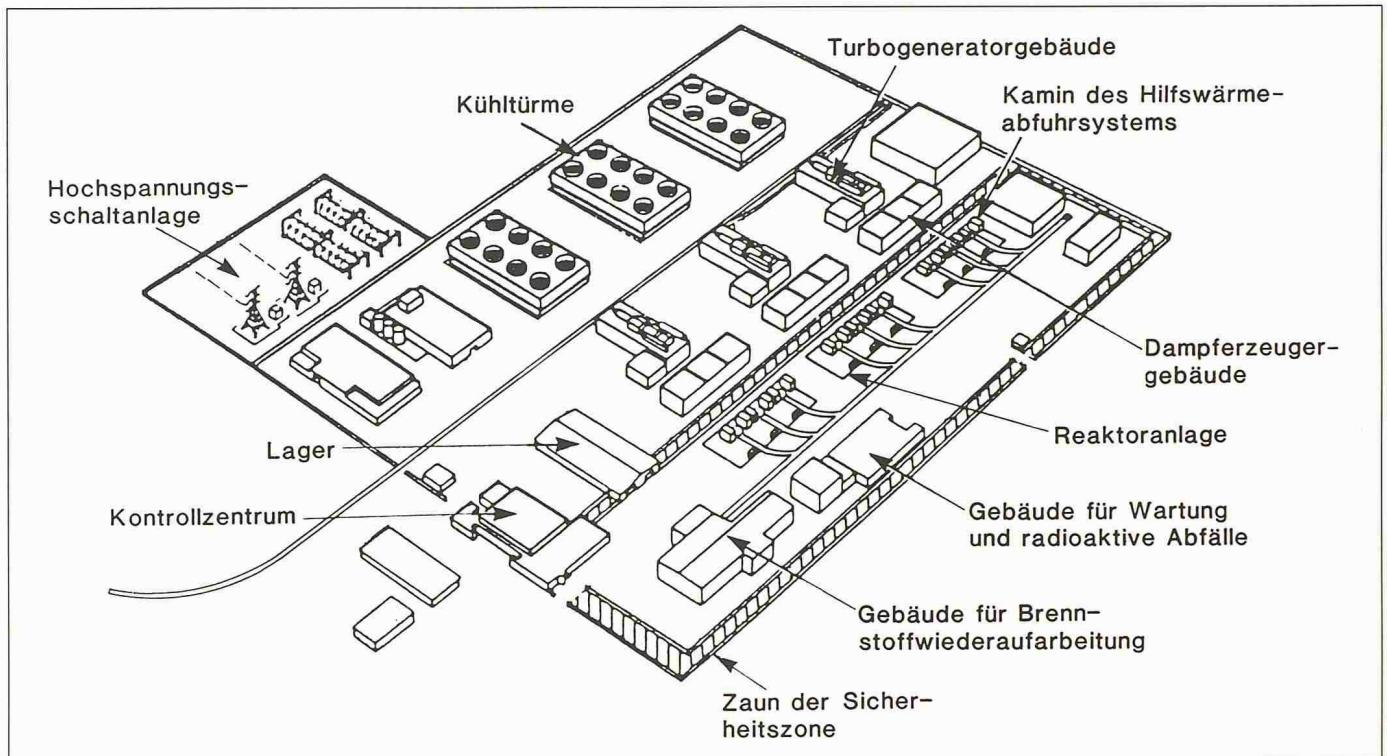 Turbogeneratorgebäude
Kühltürme
Kamin des Hilfswärme-
abfuhrsystems
Hochspannungs-
schaltanlage
Dampferzeuger-
gebäude
Lager
Reaktoranlage
Kontrollzentrum
Gebäude für Wartung
und radioaktive Abfälle
Gebäude für Brenn-
stoffwiederaufarbeitung
Zaun der Sicher-
heitszone